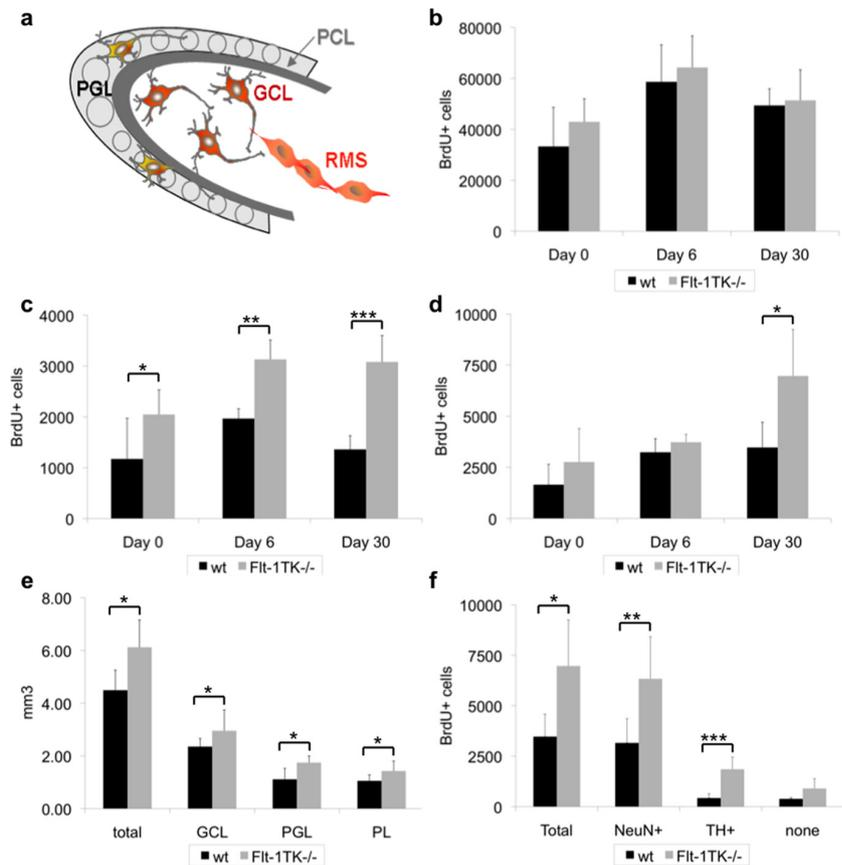 a
PCL
PGL
GCL
RMS
b
80000
60000
40000
20000
0
BrdU+ cells
Day 0 Day 6 Day 30
wt Flt-1TK-/-
c
4000
3000
2000
1000
0
BrdU+ cells
* ** ***
Day 0 Day 6 Day 30
wt Flt-1TK-/-
d
10000
7500
5000
2500
0
BrdU+ cells
*
Day 0 Day 6 Day 30
wt Flt-1TK-/-
e
8.00
6.00
4.00
2.00
0.00
mm3
* * * *
total GCL PGL PL
wt Flt-1TK-/-
f
10000
7500
5000
2500
0
BrdU+ cells
* ** ***
Total NeuN+ TH+ none
wt Flt-1TK-/-